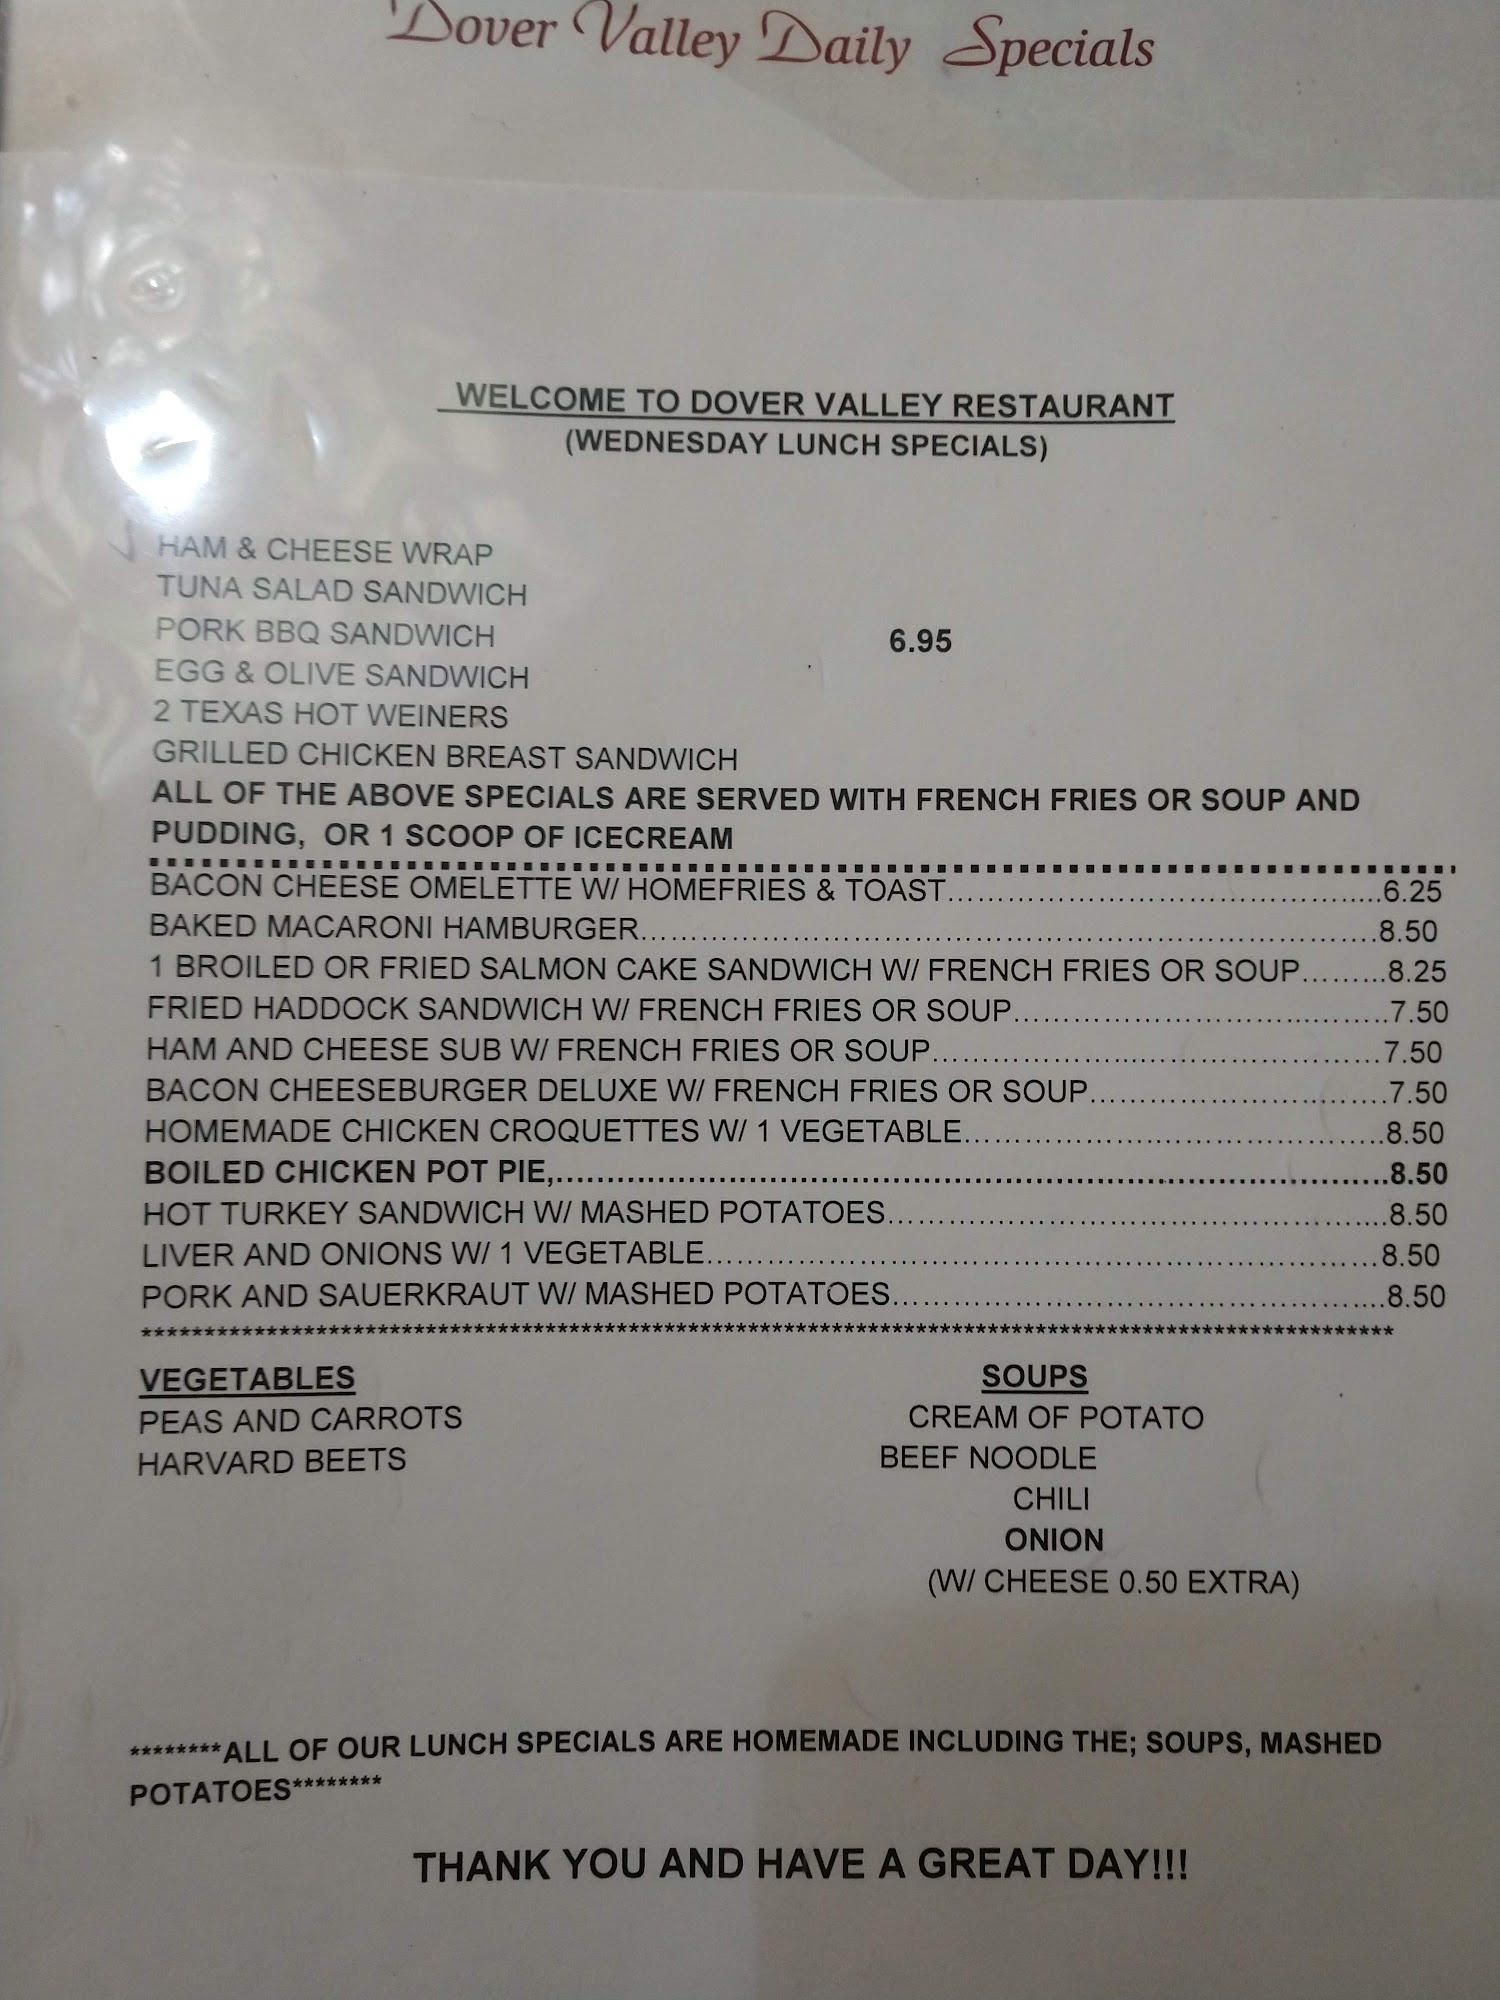 Dover Valley Daily Specials
WELCOME TO DOVER VALLEY RESTAURANT
(WEDNESDAY LUNCH SPECIALS)
HAM & CHEESE WRAP
TUNA SALAD SANDWICH
PORK BBQ SANDWICH 6.95
EGG & OLIVE SANDWICH
2 TEXAS HOT WEINERS
GRILLED CHICKEN BREAST SANDWICH
ALL OF THE ABOVE SPECIALS ARE SERVED WITH FRENCH FRIES OR SOUP AND
PUDDING, OR 1 SCOOP OF ICECREAM
BACON CHEESE OMELETTE W/ HOMEFRIES & TOAST.....6.25
BAKED MACARONI HAMBURGER.....8.50
1 BROILED OR FRIED SALMON CAKE SANDWICH W/ FRENCH FRIES OR SOUP.....8.25
FRIED HADDOCK SANDWICH W/ FRENCH FRIES OR SOUP.....7.50
HAM AND CHEESE SUB W/ FRENCH FRIES OR SOUP.....7.50
BACON CHEESEBURGER DELUXE W/ FRENCH FRIES OR SOUP.....7.50
HOMEMADE CHICKEN CROQUETTES W/ 1 VEGETABLE.....8.50
BOILED CHICKEN POT PIE,.....8.50
HOT TURKEY SANDWICH W/ MASHED POTATOES.....8.50
LIVER AND ONIONS W/ 1 VEGETABLE.....8.50
PORK AND SAUERKRAUT W/ MASHED POTATOES.....8.50
VEGETABLES
PEAS AND CARROTS
HARVARD BEETS
SOUPS
CREAM OF POTATO
BEEF NOODLE
CHILI
ONION
(W/ CHEESE 0.50 EXTRA)
********ALL OF OUR LUNCH SPECIALS ARE HOMEMADE INCLUDING THE; SOUPS, MASHED
POTATOES********
THANK YOU AND HAVE A GREAT DAY!!!